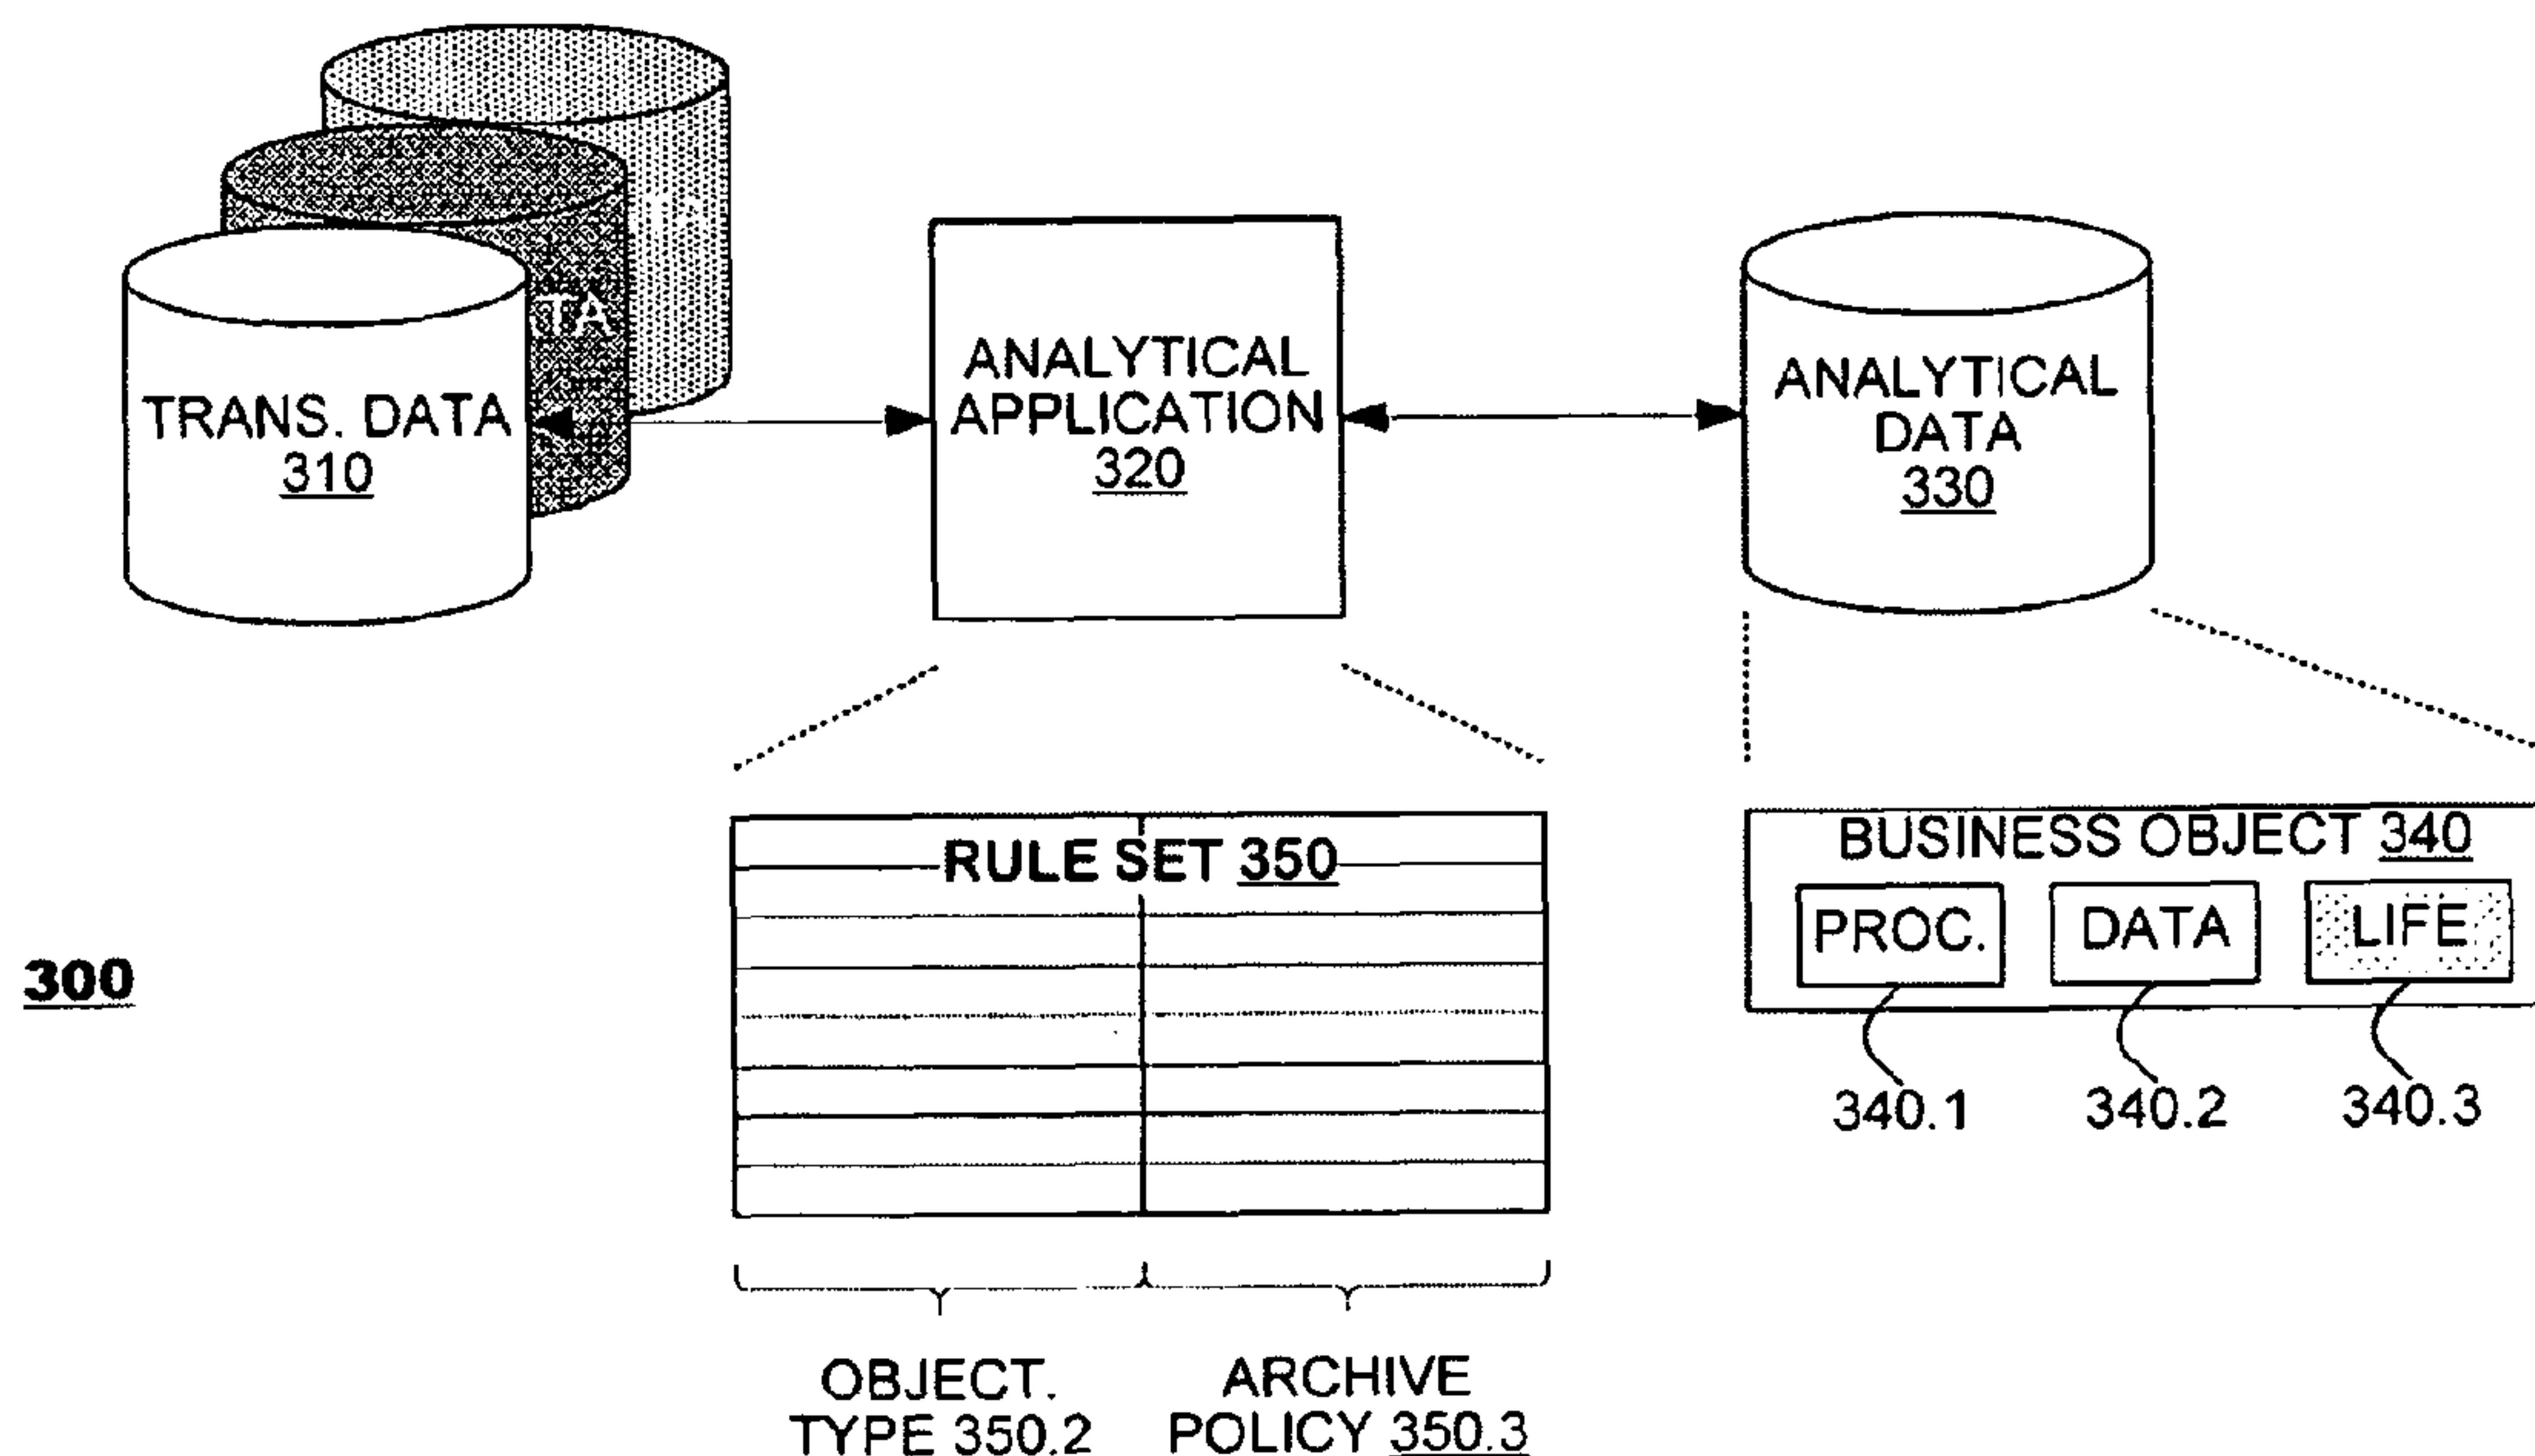 TA
TRANS. DATA
310
ANALYTICAL
APPLICATION
320
ANALYTICAL
DATA
330
RULE SET 350
BUSINESS OBJECT 340
PROC. DATA LIFE
340.1 340.2 340.3
300
OBJECT.
TYPE 350.2
ARCHIVE
POLICY 350.3